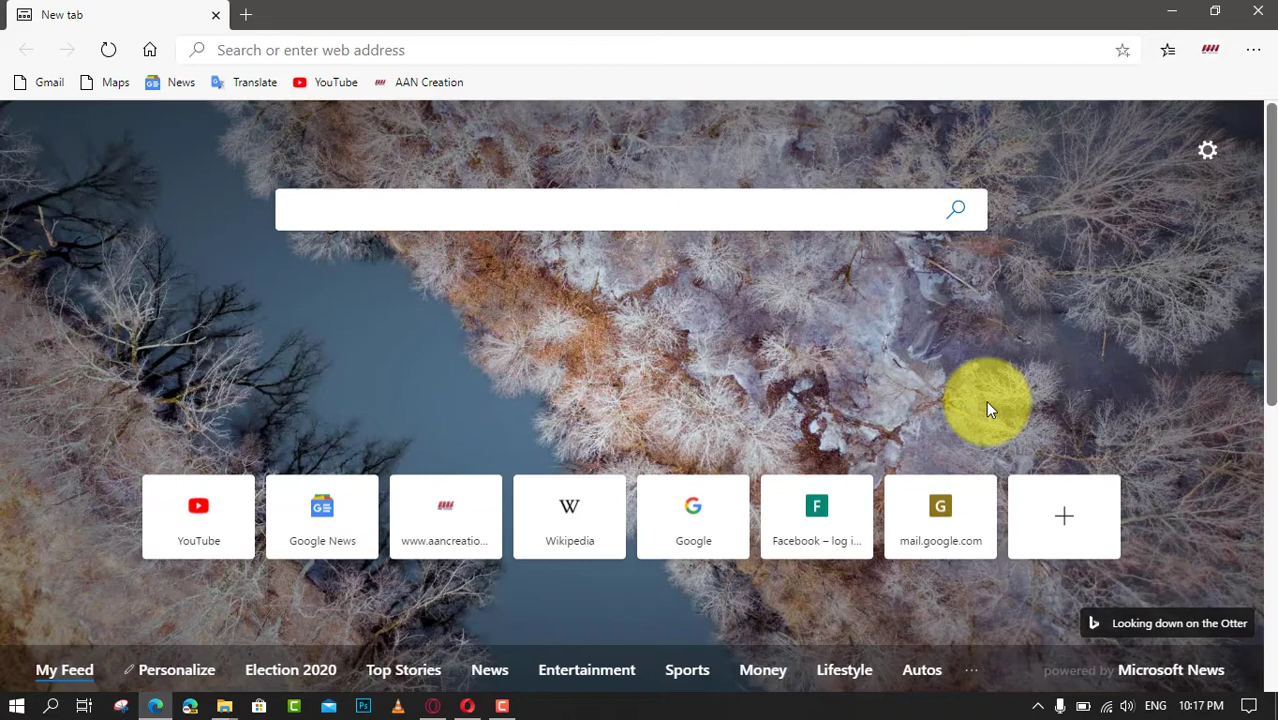 New tab
Search or enter web address
Gmail Maps News Translate YouTube AAN Creation
YouTube Google News www.aancreatio... Wikipedia Google Facebook – log i... mail.google.com
Looking down on the Otter
My Feed Personalize Election 2020 Top Stories News Entertainment Sports Money Lifestyle Autos ... powered by Microsoft News
ENG 10:17 PM